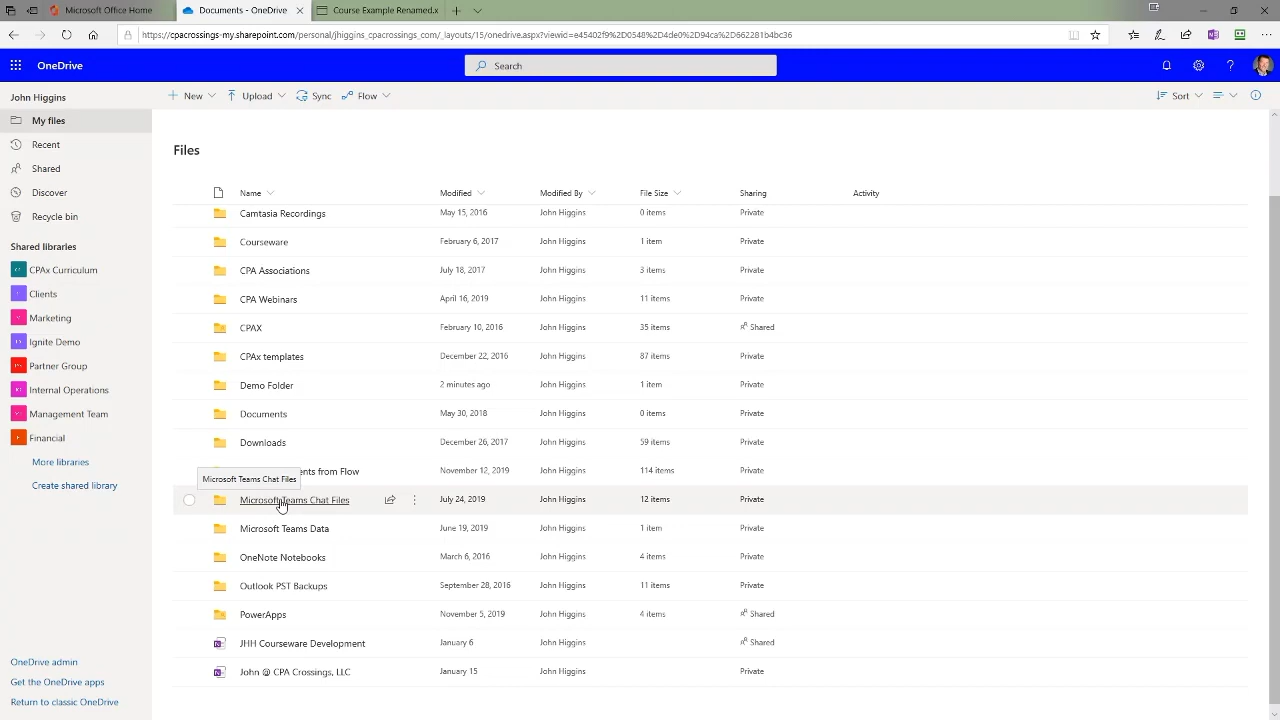 Microsoft Office Home
Documents - OneDrive
Course Example Renamed.x
https://cpacrossings-my.sharepoint.com/personal/jhiggins_cpacrossings_com/_layouts/15/onedrive.aspx?viewid=e45402f9%2D0548%2D4de0%2D94ca%2D662281b4bc36
OneDrive
Search
John Higgins
New
Upload
Sync
Flow
Sort
My files
Recent
Shared
Discover
Recycle bin
Shared libraries
CPAx Curriculum
Clients
Marketing
Ignite Demo
Partner Group
Internal Operations
Management Team
Financial
More libraries
Create shared library
OneDrive admin
Get the OneDrive apps
Return to classic OneDrive
Files
Name Modified Modified By File Size Sharing Activity
Camtasia Recordings May 15, 2016 John Higgins 0 items Private
Courseware February 6, 2017 John Higgins 1 item Private
CPA Associations July 18, 2017 John Higgins 3 items Private
CPA Webinars April 16, 2019 John Higgins 11 items Private
CPAX February 10, 2016 John Higgins 35 items Shared
CPAx templates December 22, 2016 John Higgins 87 items Private
Demo Folder 2 minutes ago John Higgins 1 item Private
Documents May 30, 2018 John Higgins 0 items Private
Downloads December 26, 2017 John Higgins 59 items Private
from Flow November 12, 2019 John Higgins 114 items Private
Microsoft Teams Chat Files
Microsoft Teams Chat Files July 24, 2019 John Higgins 12 items Private
Microsoft Teams Data June 19, 2019 John Higgins 1 item Private
OneNote Notebooks March 6, 2016 John Higgins 4 items Private
Outlook PST Backups September 28, 2016 John Higgins 11 items Private
PowerApps November 5, 2019 John Higgins 4 items Shared
JHH Courseware Development January 6 John Higgins Shared
John @ CPA Crossings, LLC January 15 John Higgins Private